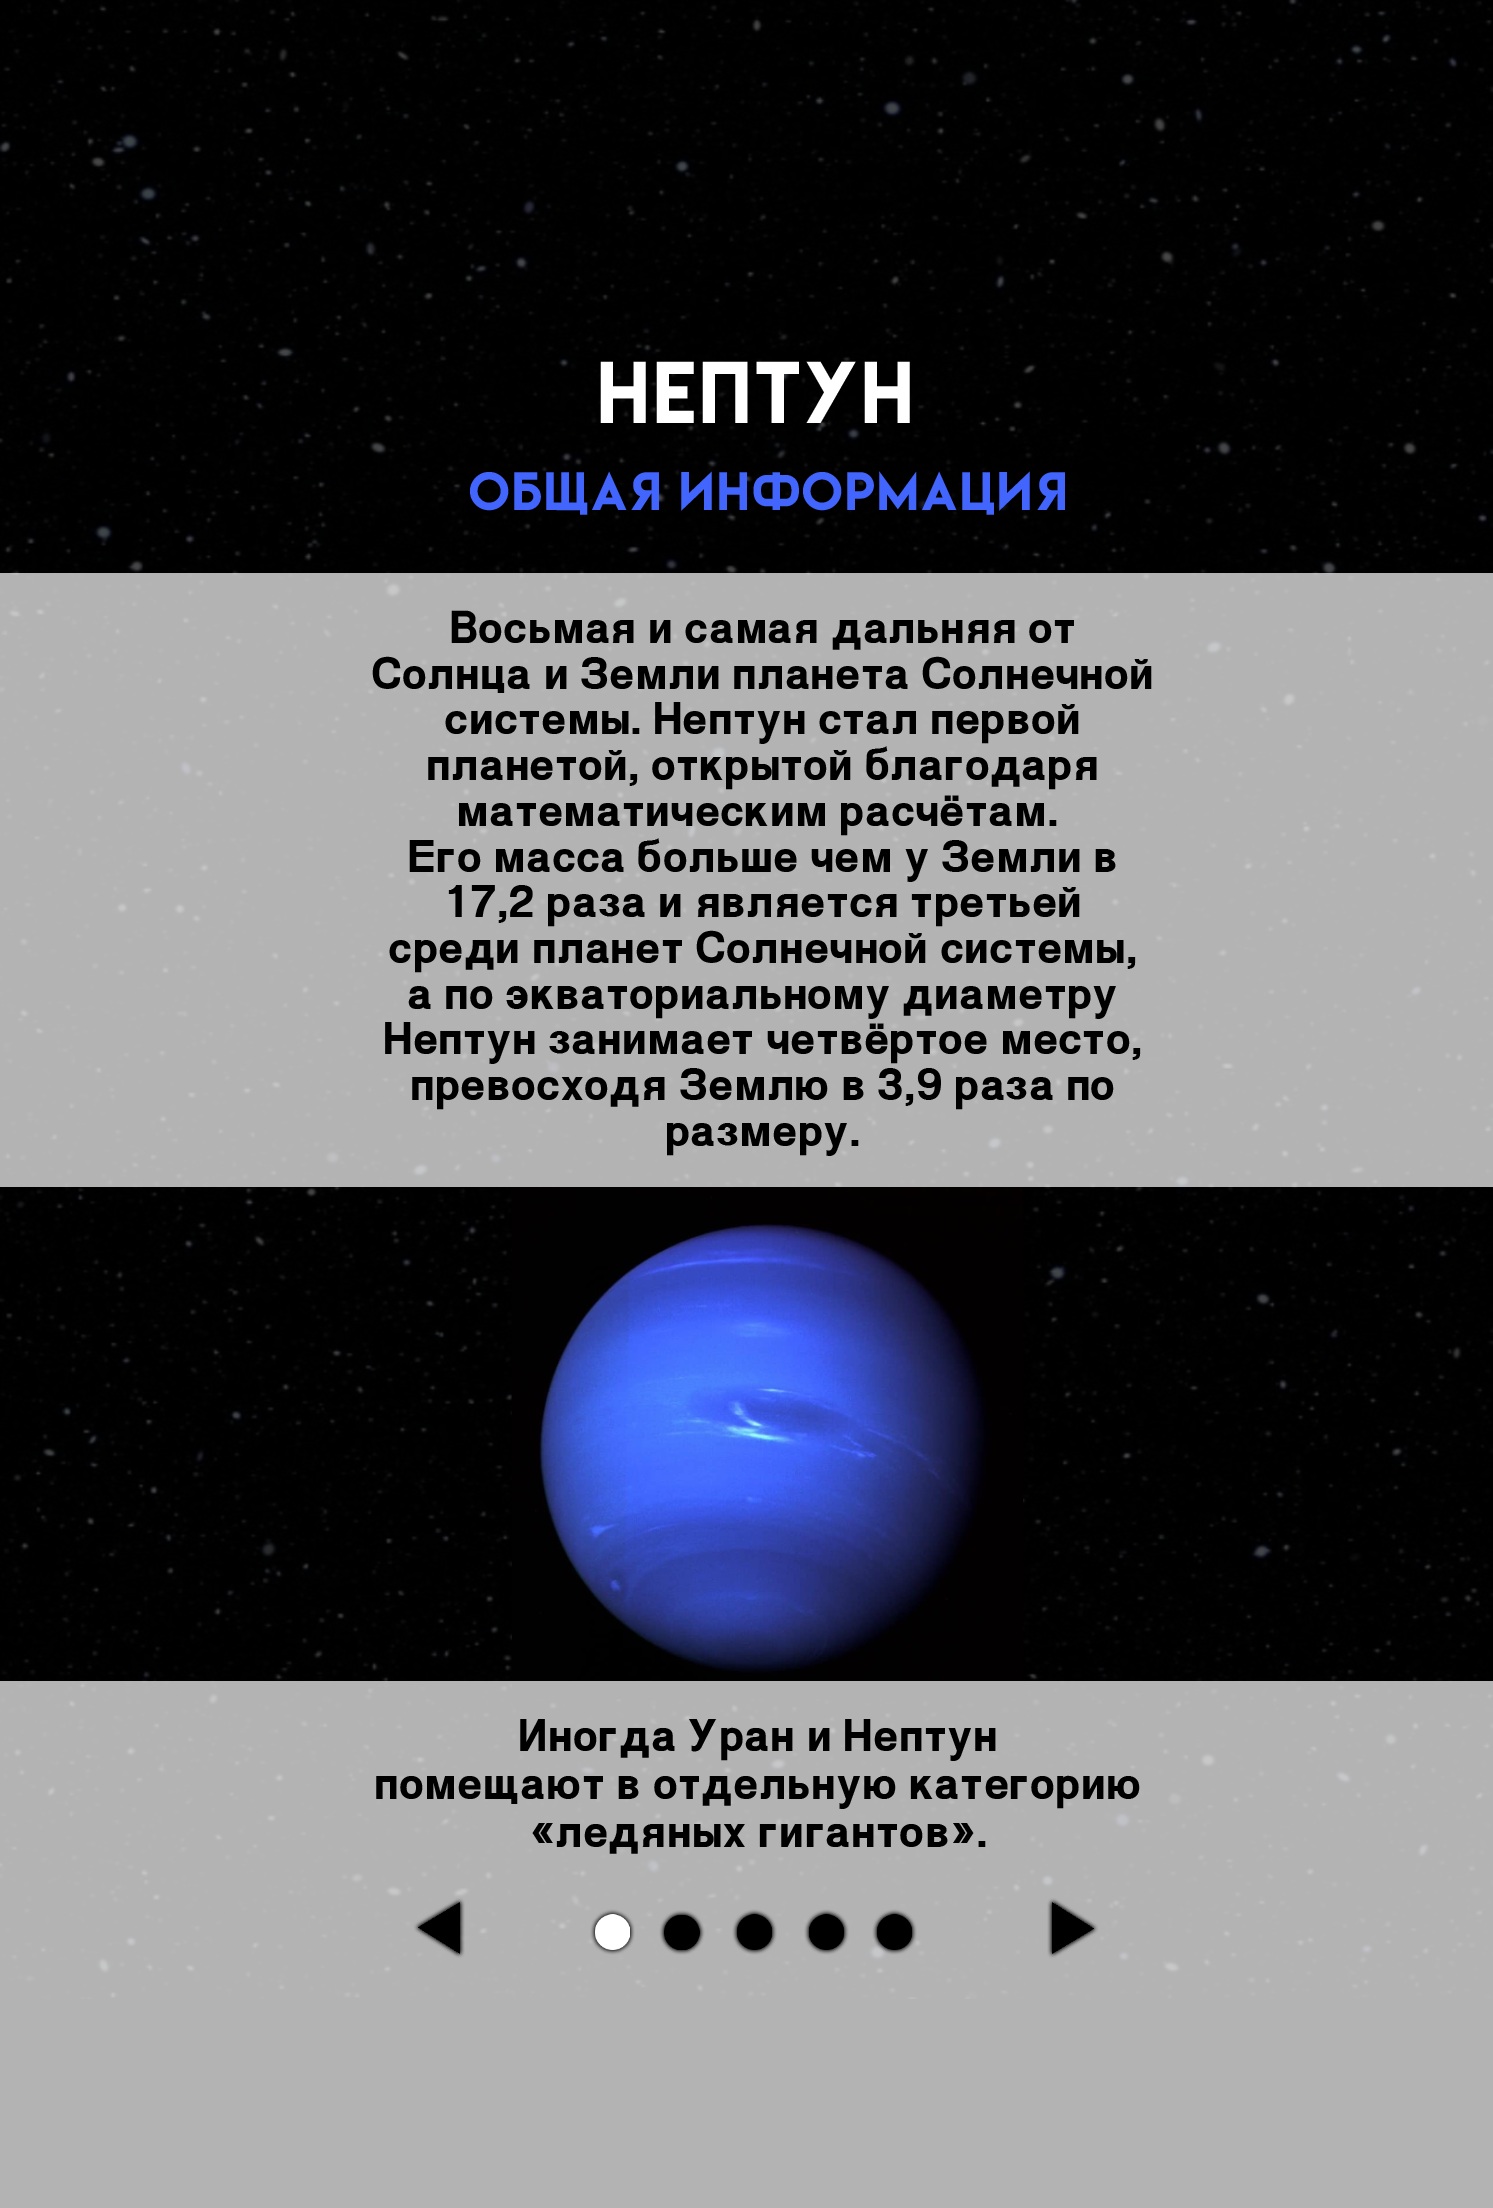 НЕПТУН
ОБЩАЯ ИНФОРМАЦИЯ
Восьмая и самая дальняя от
Солнца и Земли планета Солнечной
системы. Нептун стал первой
планетой, открытой благодаря
математическим расчётам.
Его масса больше чем у Земли в
17,2 раза и является третьей
среди планет Солнечной системы,
а по экваториальному диаметру
Нептун занимает четвёртое место,
превосходя Землю в 3,9 раза по
размеру.
Иногда Уран и Нептун
помещают в отдельную категорию
«ледяных гигантов».